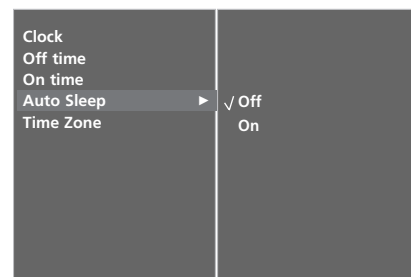 Clock
Off time
On time
Auto Sleep ► √ Off
Time Zone
On